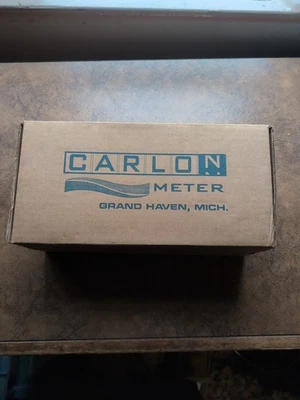 CARLON
METER
GRAND HAVEN, MICH.